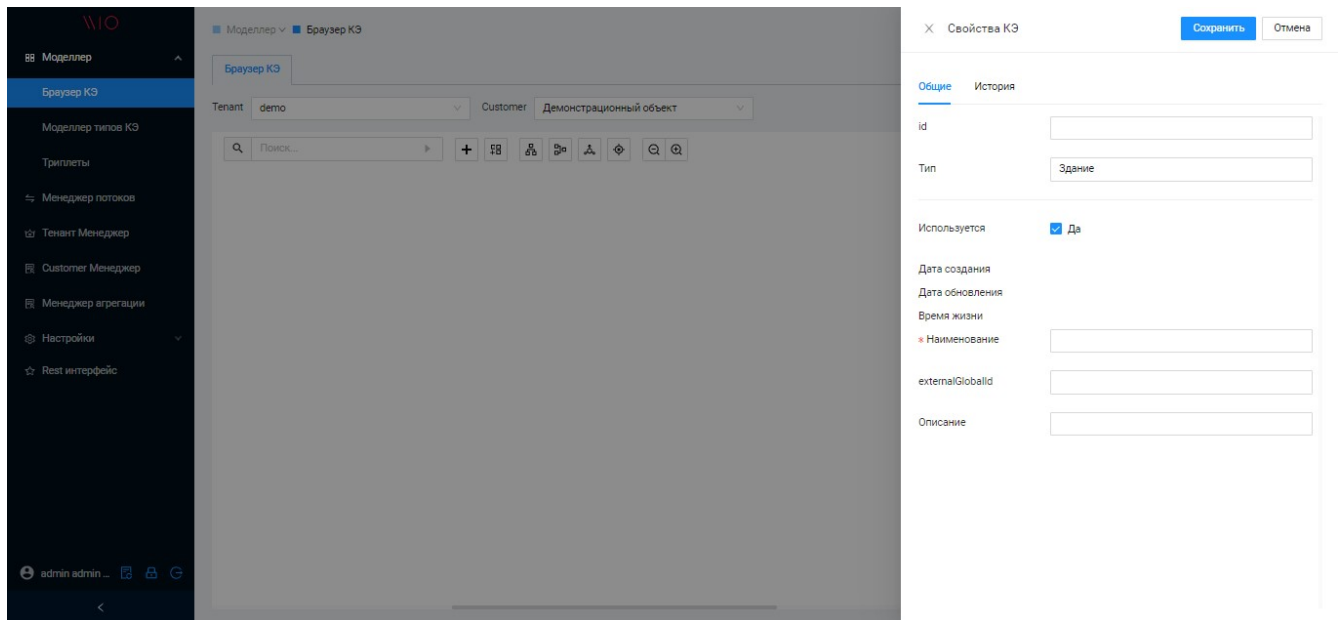 WIO
Моделлер
Браузер КЭ
Моделлер типов КЭ
Триплеты
Менеджер потоков
Тенант Менеджер
Customer Менеджер
Менеджер агрегации
Настройки
Rest интерфейс
admin admin ...
Моделлер Браузер КЭ
Браузер КЭ
Tenant demo Customer Демонстрационный объект
Поиск...
Свойства КЭ Сохранить Отмена
Общие История
id
Тип Здание
Используется Да
Дата создания
Дата обновления
Время жизни
* Наименование
externalGlobalId
Описание